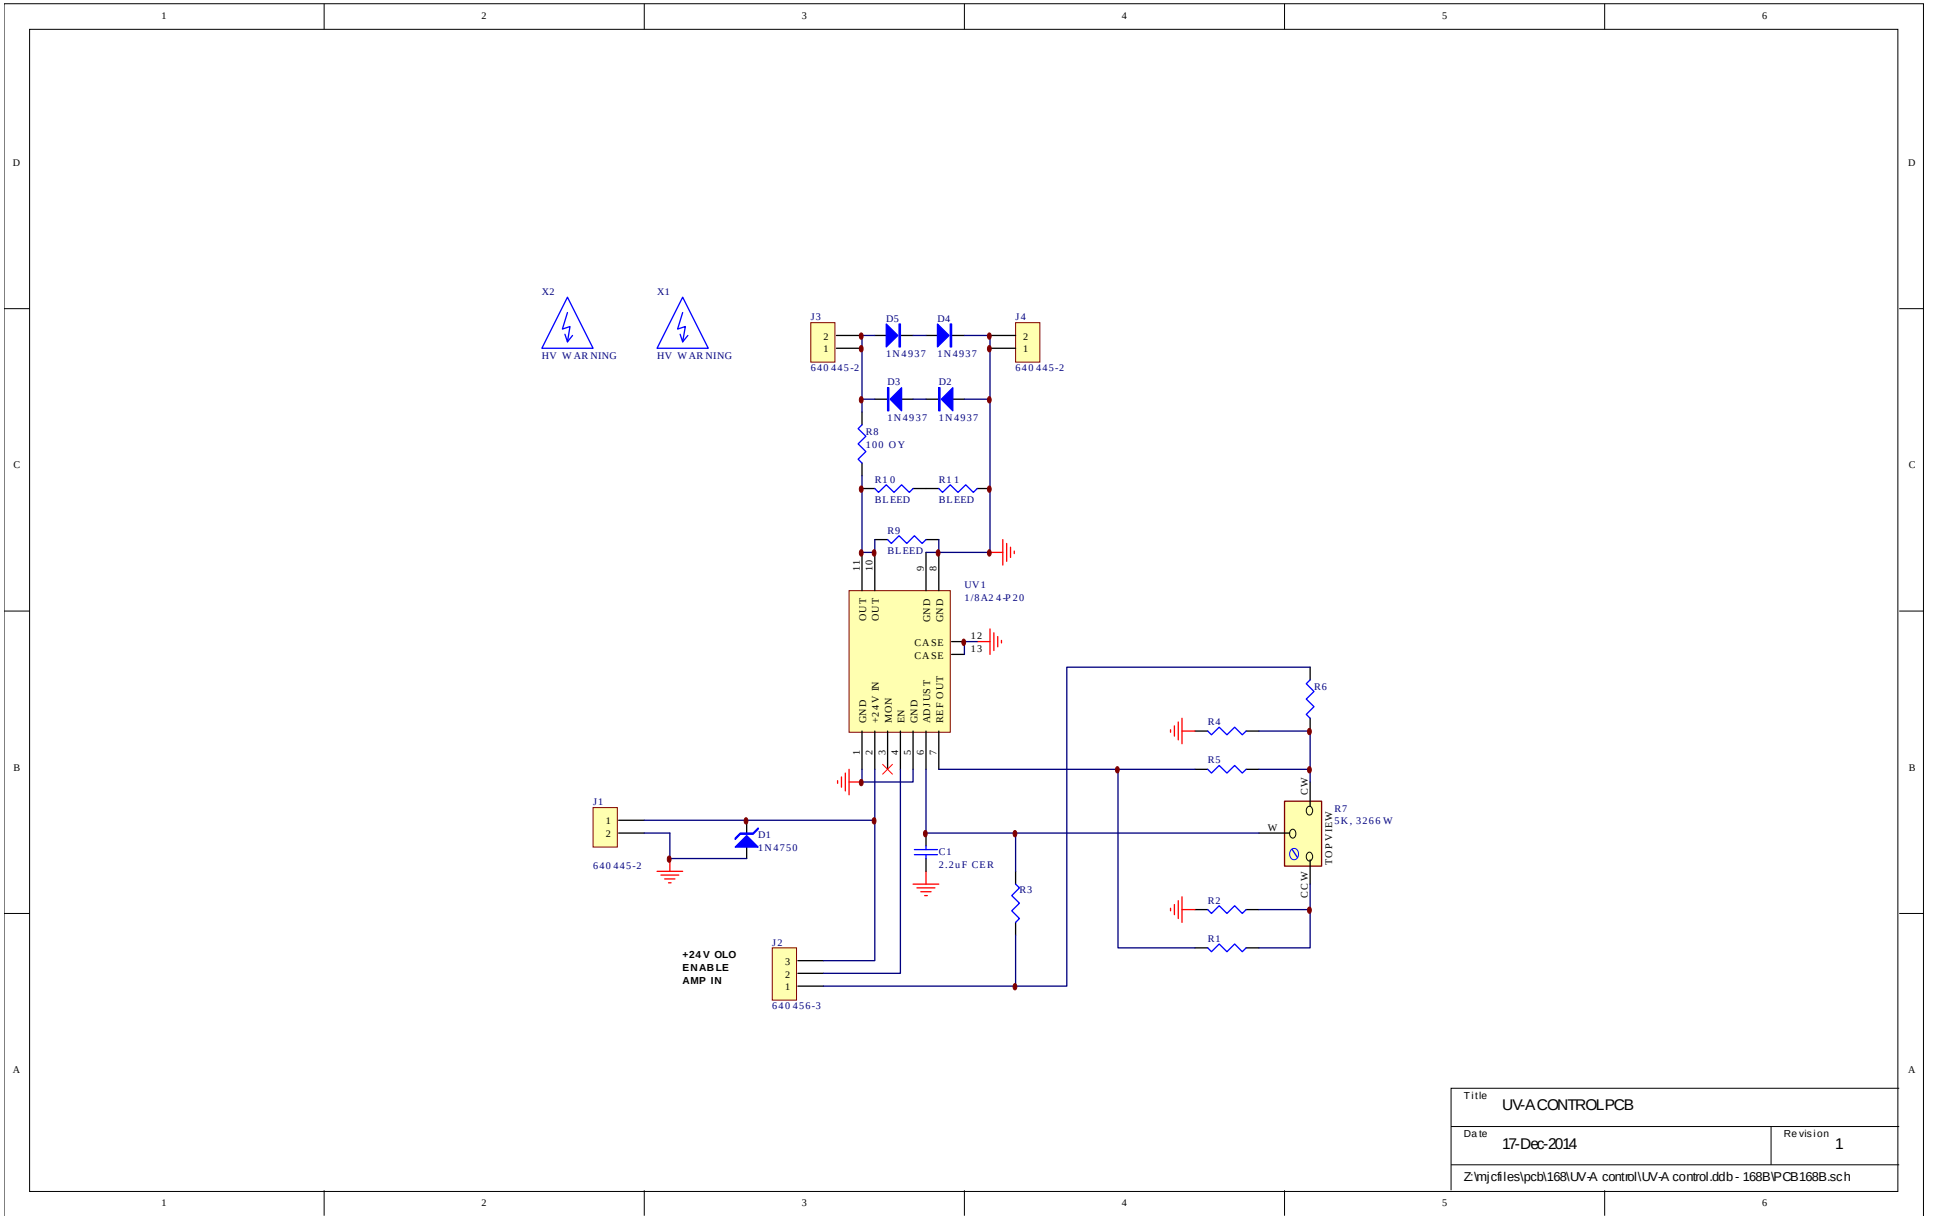 1 2 3 4 5 6
D D
X2
HV WARNING
X1
HV WARNING
J3
2
1
640445-2
D5
1N4937
D4
1N4937
J4
2
1
640445-2
D3
1N4937
D2
1N4937
R8
100 OY
C C
R10
BLEED
R11
BLEED
R9
BLEED
11
10
9
8
UV1
1/8A24-P20
OUT
OUT
GND
GND
CASE
CASE
12
13
GND
+24V IN
MON
EN
GND
ADJUST
REF OUT
1
2
3
4
5
6
7
R6
R4
R5
B B
CW
R7
5K, 3266W
W
TOP VIEW
CCW
J1
1
2
640445-2
D1
1N4750
C1
2.2uF CER
R3
R2
R1
+24V OLO
ENABLE
AMP IN
J2
3
2
1
640456-3
A A
Title
UV-A CONTROL PCB
Date
17-Dec-2014
Revision
1
Z:\mjcfiles\pcb\168\UV-A control\UV-A control.ddb - 168B\PCB168B.sch
1 2 3 4 5 6